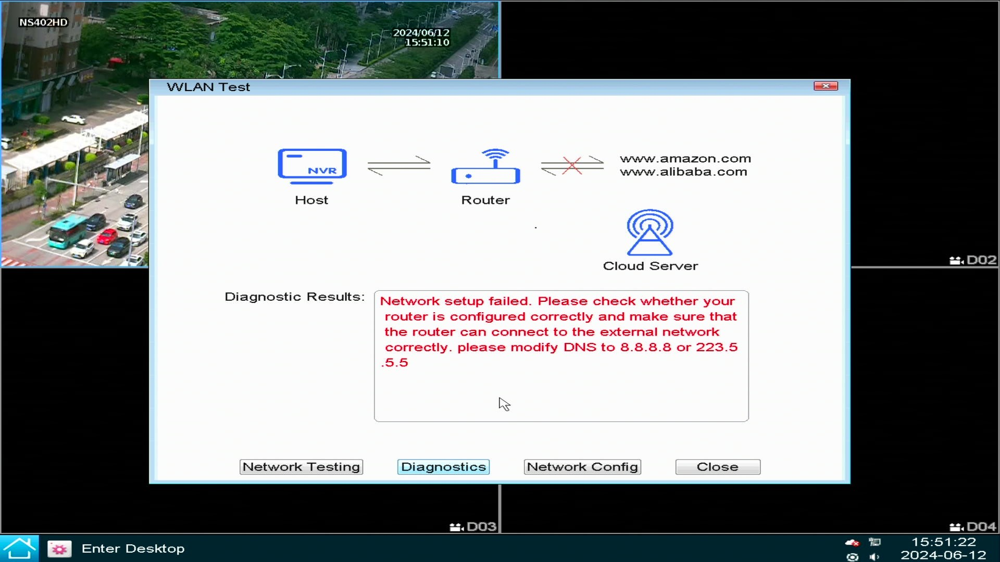 NS402HD
2024/06/12
15:51:10
WLAN Test
www.amazon.com
www.alibaba.com
NVR
Host
Router
Cloud Server
D02
Diagnostic Results:
Network setup failed. Please check whether your
router is configured correctly and make sure that
the router can connect to the external network
correctly. please modify DNS to 8.8.8.8 or 223.5
.5.5
Network Testing
Diagnostics
Network Config
Close
D03
D04
Enter Desktop
15:51:22
2024-06-12